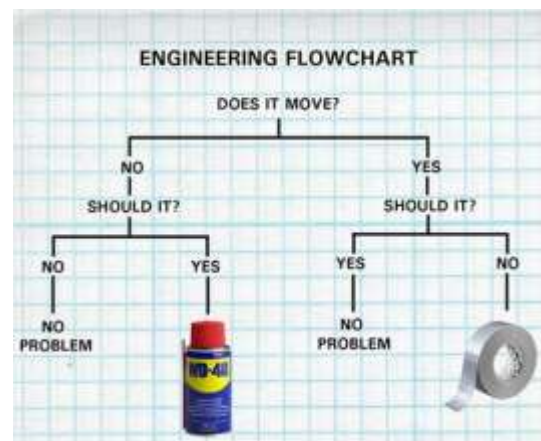 ENGINEERING FLOWCHART
DOES IT MOVE?
NO
YES
SHOULD IT?
SHOULD IT?
NO
YES
YES
NO
NO
PROBLEM
WD-40
NO
PROBLEM